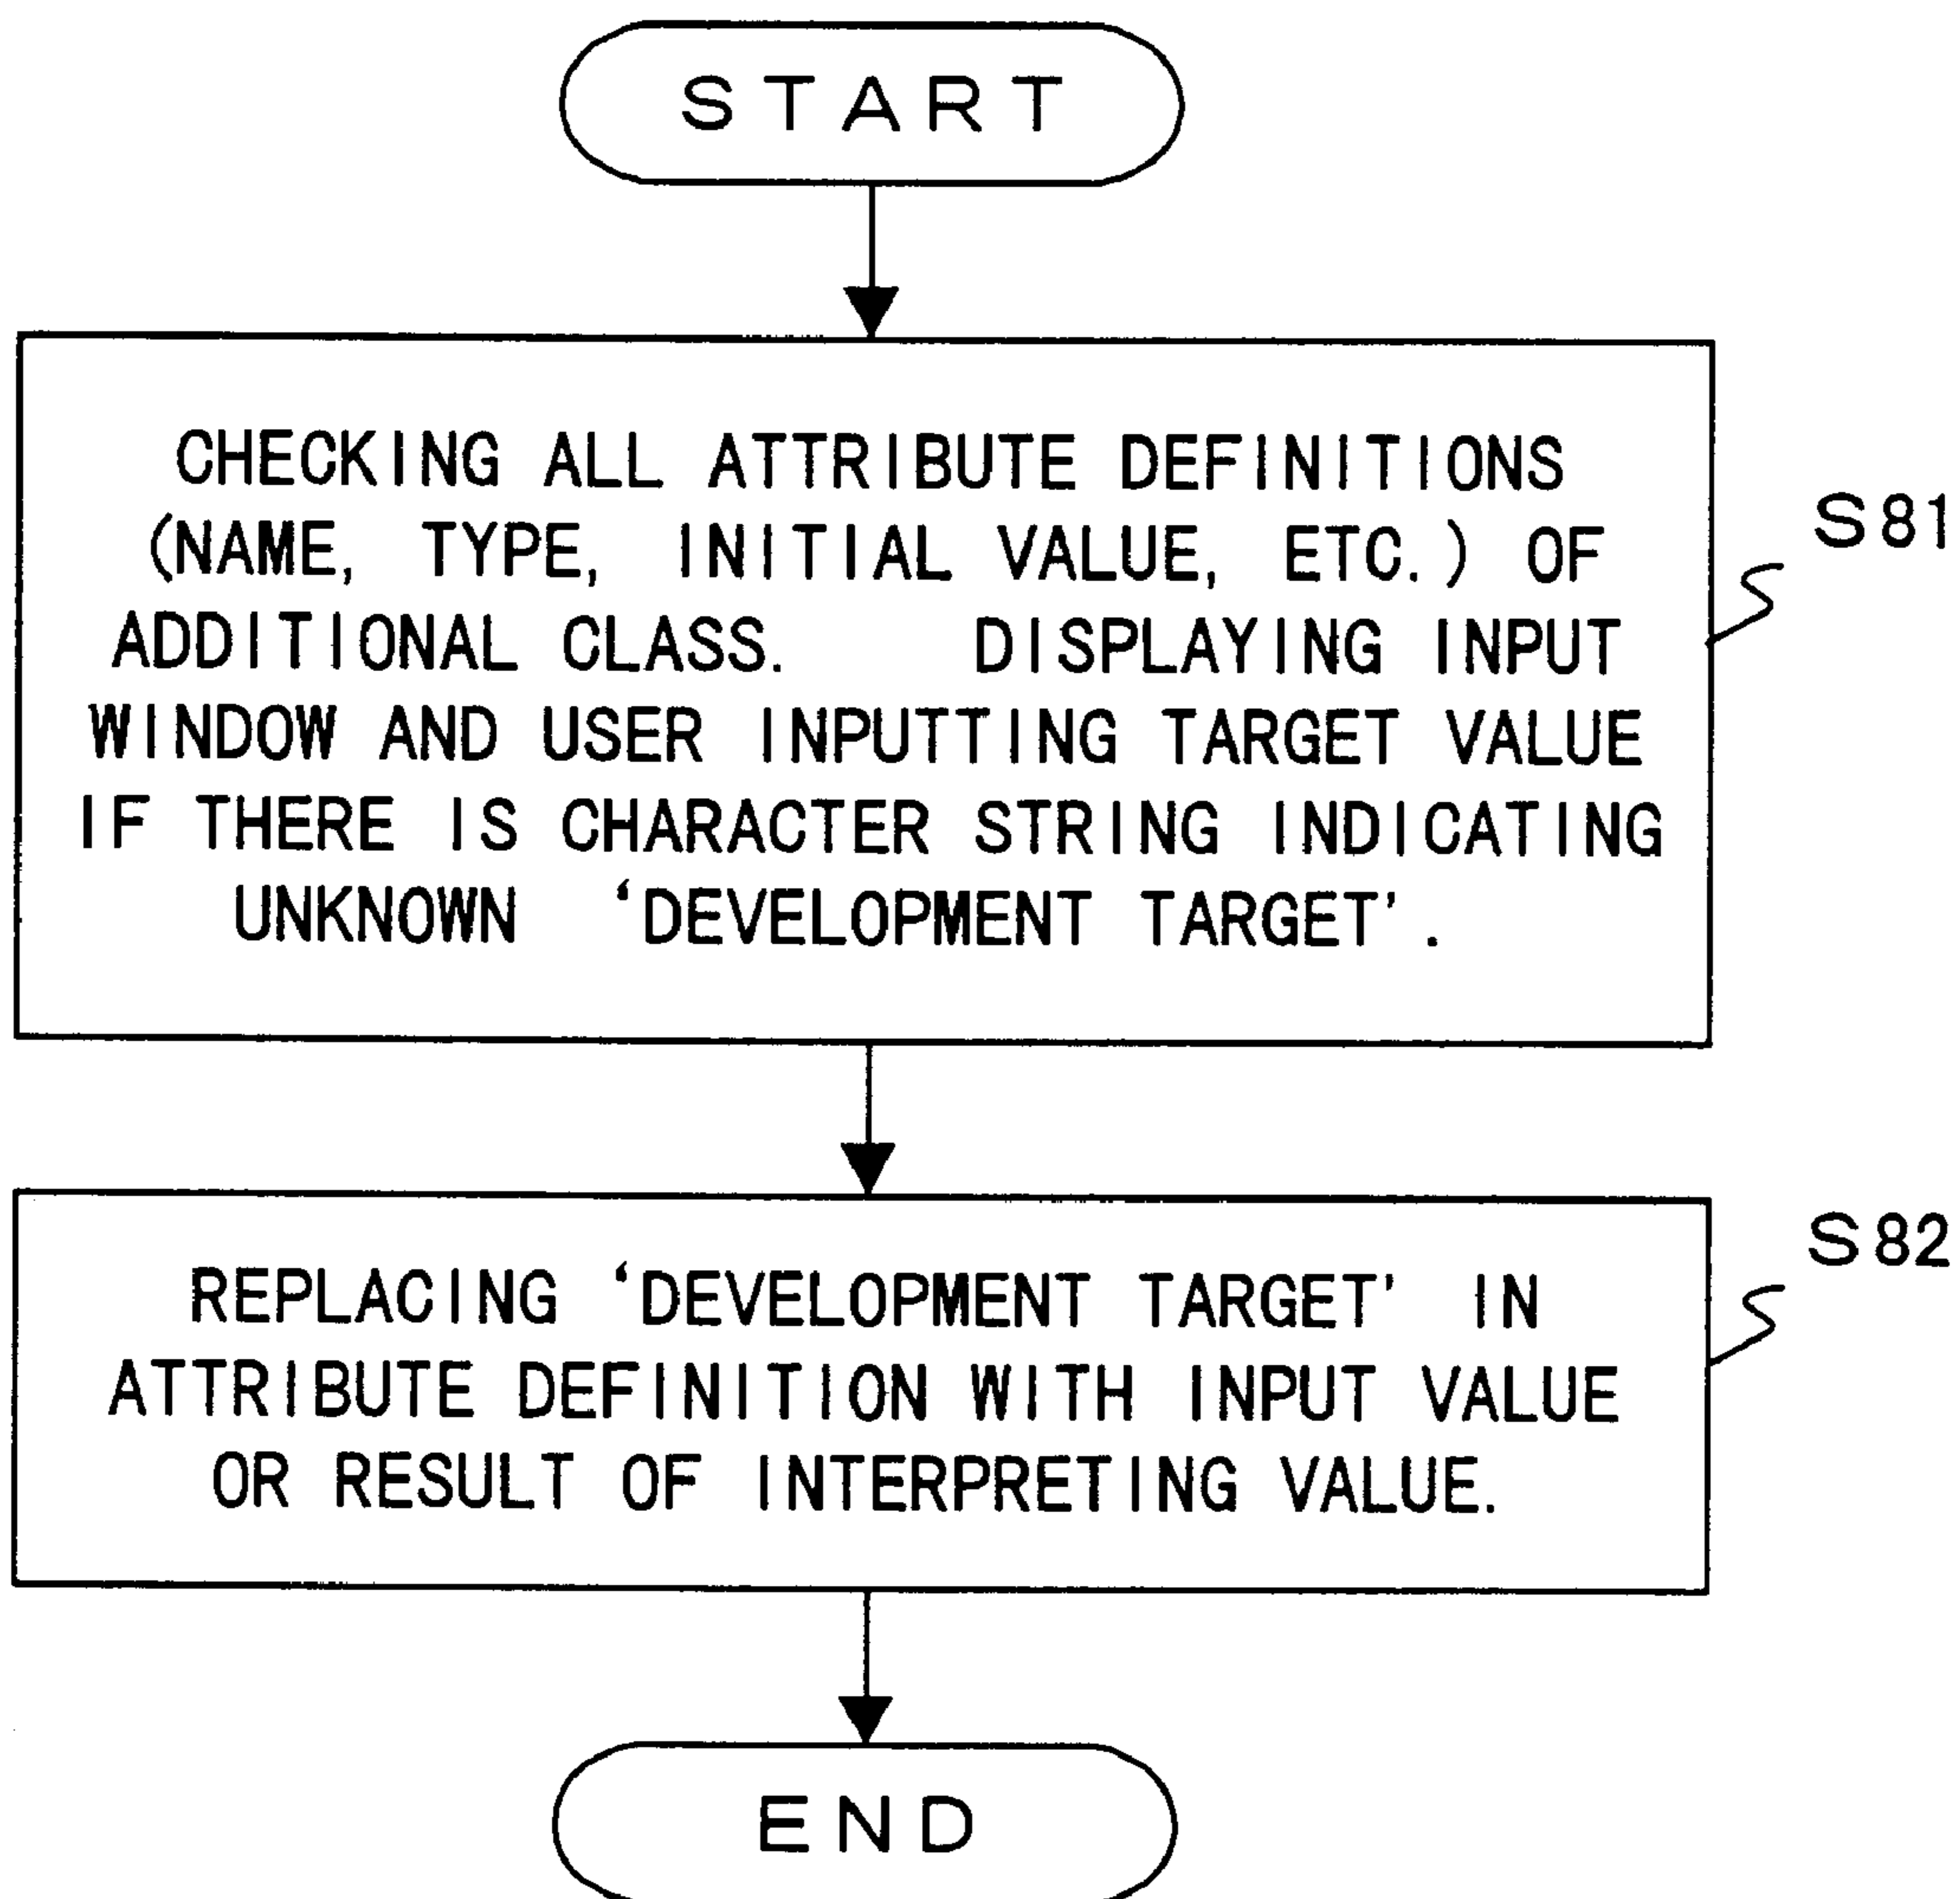 START
CHECKING ALL ATTRIBUTE DEFINITIONS
(NAME, TYPE, INITIAL VALUE, ETC.) OF
ADDITIONAL CLASS. DISPLAYING INPUT
WINDOW AND USER INPUTTING TARGET VALUE
IF THERE IS CHARACTER STRING INDICATING
UNKNOWN ‘DEVELOPMENT TARGET’.
S81
REPLACING ‘DEVELOPMENT TARGET’ IN
ATTRIBUTE DEFINITION WITH INPUT VALUE
OR RESULT OF INTERPRETING VALUE.
S82
END